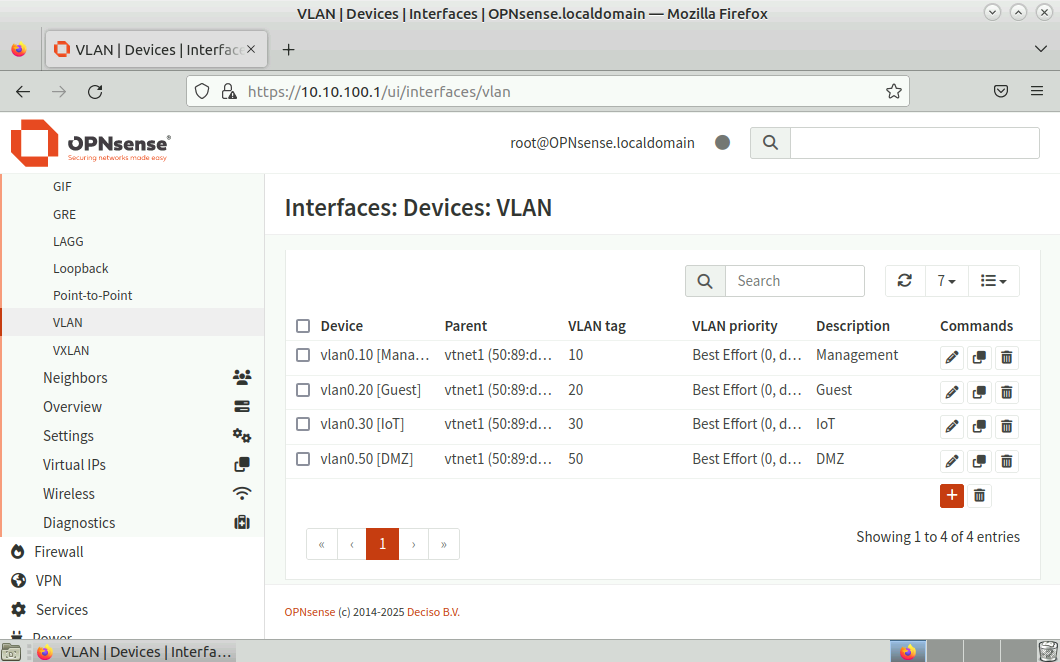 VLAN | Devices | Interfaces | OPNsense.localdomain — Mozilla Firefox
VLAN | Devices | Interfac
https://10.10.100.1/ui/interfaces/vlan
OPNsense®
Securing networks made easy
root@OPNsense.localdomain
GIF
GRE
LAGG
Loopback
Point-to-Point
VLAN
VXLAN
Neighbors
Overview
Settings
Virtual IPs
Wireless
Diagnostics
Firewall
VPN
Services
Power
Interfaces: Devices: VLAN
Search
7
Device Parent VLAN tag VLAN priority Description Commands
vlan0.10 [Mana… vtnet1 (50:89:d… 10 Best Effort (0, d… Management
vlan0.20 [Guest] vtnet1 (50:89:d… 20 Best Effort (0, d… Guest
vlan0.30 [IoT] vtnet1 (50:89:d… 30 Best Effort (0, d… IoT
vlan0.50 [DMZ] vtnet1 (50:89:d… 50 Best Effort (0, d… DMZ
« ‹ 1 › »
Showing 1 to 4 of 4 entries
OPNsense (c) 2014-2025 Deciso B.V.
VLAN | Devices | Interfa…